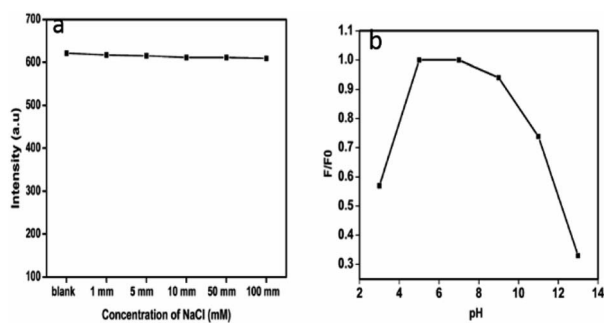 a
700
600
500
400
300
200
100
Intensity (a.u)
blank 1 mm 5 mm 10 mm 50 mm 100 mm
Concentration of NaCl (mM)
b
1.1
1.0
0.9
0.8
0.7
0.6
0.5
0.4
0.3
F/F0
2 4 6 8 10 12 14
pH